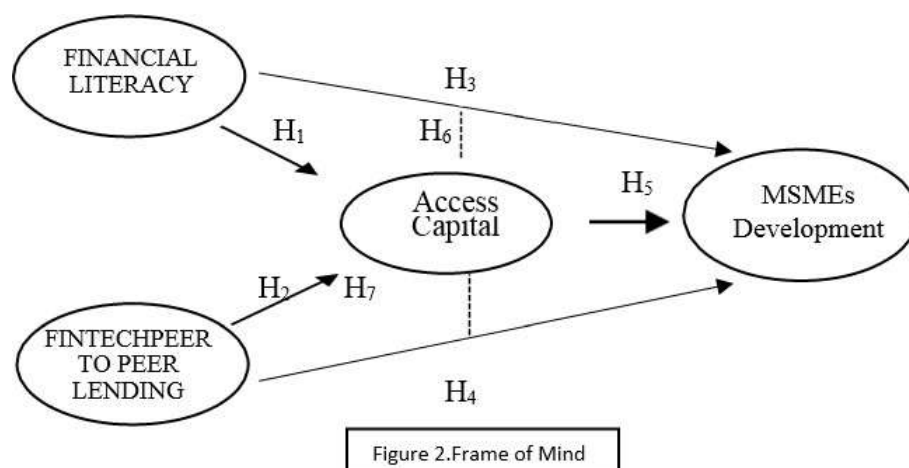 FINANCIAL
LITERACY
H3
H1
H6
Access
Capital
H5
MSMEs
Development
H2
H7
FINTECHPEER
TO PEER
LENDING
H4
Figure 2.Frame of Mind